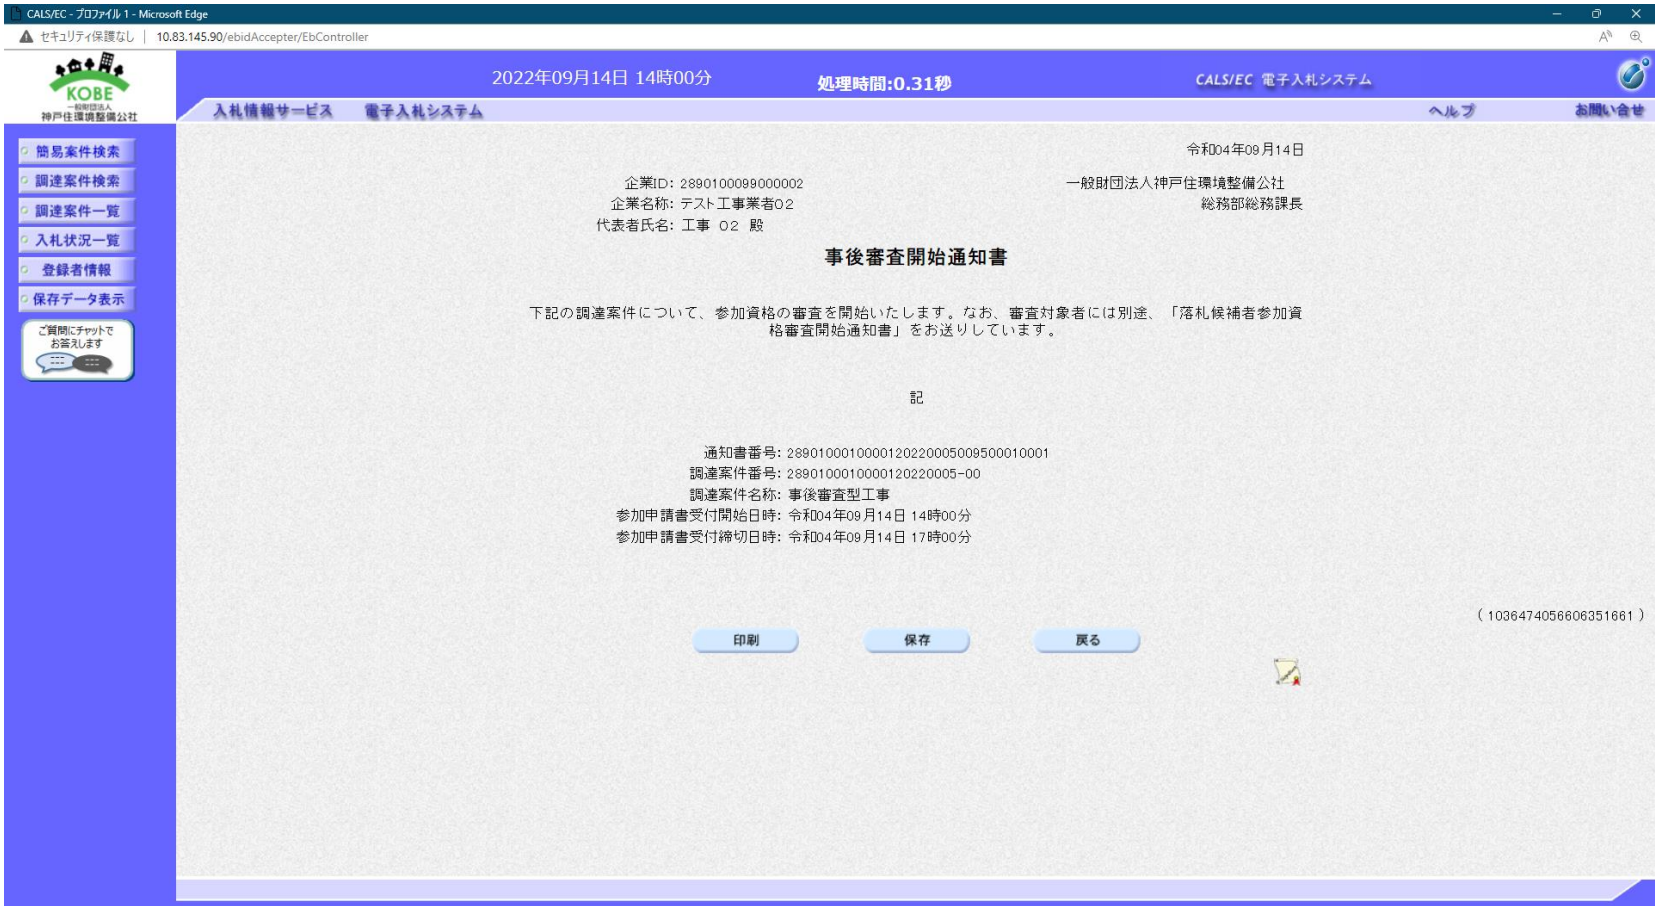 CALS/EC - プロファイル 1 - Microsoft Edge
セキュリティ保護なし | 10.83.145.90/ebidAccepter/EbController
KOBE
一般財団法人
神戸住環境整備公社
2022年09月14日 14時00分
処理時間:0.31秒
CALS/EC 電子入札システム
入札情報サービス
電子入札システム
ヘルプ
お問い合せ
簡易案件検索
調達案件検索
調達案件一覧
入札状況一覧
登録者情報
保存データ表示
ご質問にチャットで
お答えします
令和04年09月14日
企業ID: 2890100099000002
一般財団法人神戸住環境整備公社
企業名称: テスト工事業者02
総務部総務課長
代表者氏名: 工事 02 殿
事後審査開始通知書
下記の調達案件について、参加資格の審査を開始いたします。なお、審査対象者には別途、「落札候補者参加資
格審査開始通知書」をお送りしています。
記
通知書番号: 2890100010000120220005009500010001
調達案件番号: 2890100010000120220005-00
調達案件名称: 事後審査型工事
参加申請書受付開始日時: 令和04年09月14日 14時00分
参加申請書受付締切日時: 令和04年09月14日 17時00分
( 1036474056606351661 )
印刷
保存
戻る